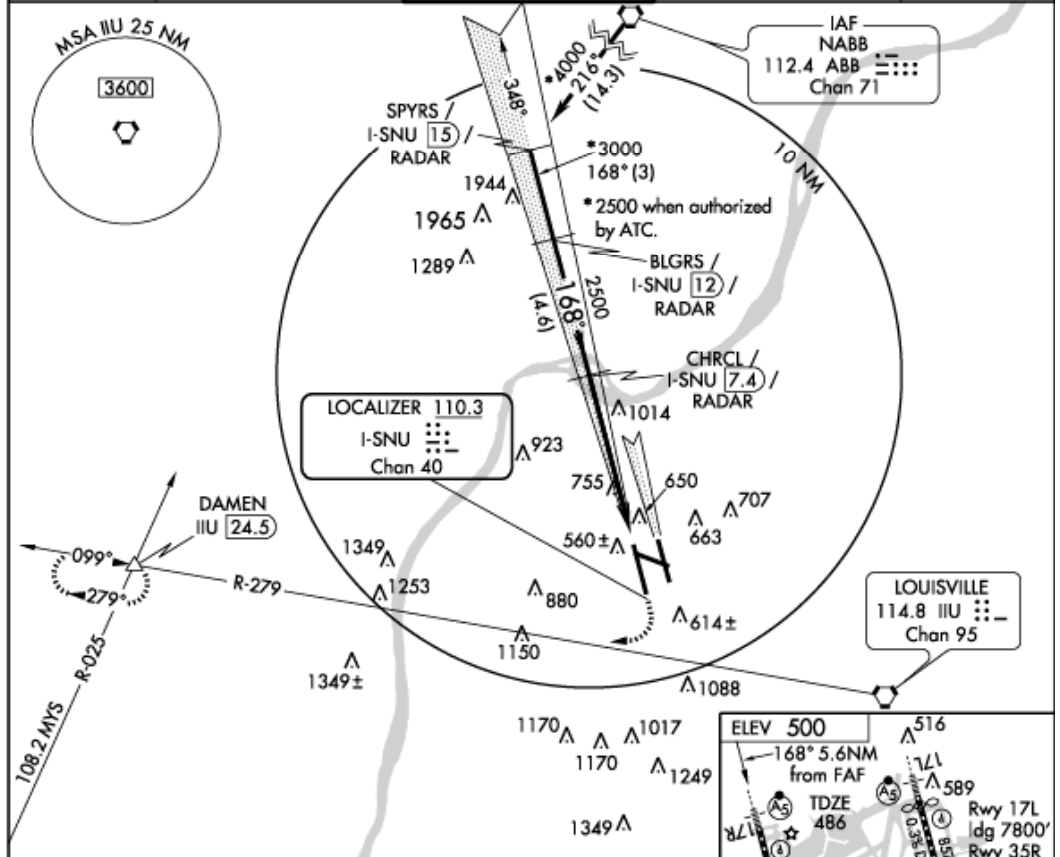 MSA IIU 25 NM
3600
IAF
NABB
112.4 ABB
Chan 71
*4000
216°
(14.3)
348°
SPYRS /
I-SNU 15 /
RADAR
*3000
168° (3)
10 NM
1944
1965
1289
*2500 when authorized
by ATC.
BLGRS /
I-SNU 12 /
RADAR
2500
168°
(4.6)
CHRCL /
I-SNU 7.4 /
RADAR
LOCALIZER 110.3
I-SNU
Chan 40
1014
923
755
650
707
663
560±
DAMEN
IIU 24.5
099°
279°
R-279
1349
1253
880
614±
1150
1349±
R-025
108.2 MYS
LOUISVILLE
114.8 IIU
Chan 95
1088
1170
1017
1170
1249
1349
ELEV 500
516
168° 5.6NM
from FAF
17L
589
A5
A5
TDZE
486
17R
0.3%
Rwy 17L
ldg 7800'
Rwy 35R